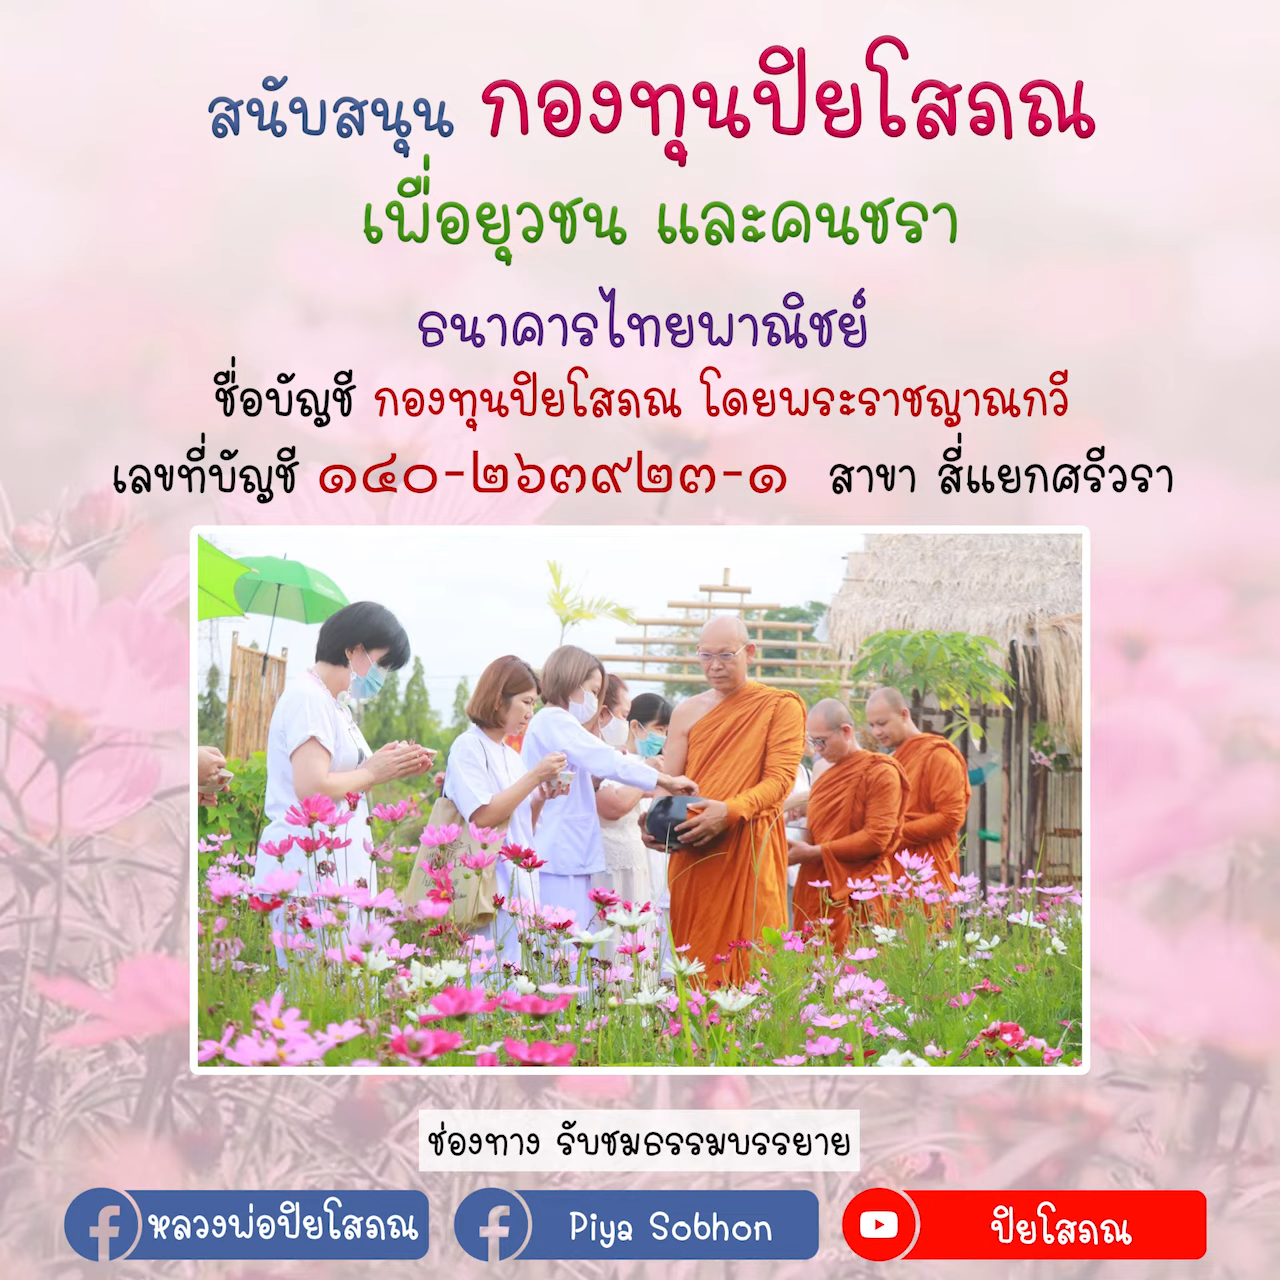 สนับสนุน กองทุนปิยโสภณ
เพื่อยุวชน และคนชรา
ธนาคารไทยพาณิชย์
ชื่อบัญชี กองทุนปิยโสภณ โดยพระราชญาณกวี
เลขที่บัญชี ๑๔๐-๒๖๓๙๒๓-๑ สาขา สี่แยกศรีวรา
ช่องทาง รับชมธรรมบรรยาย
หลวงพ่อปิยโสภณ
Piya Sobhon
ปิยโสภณ